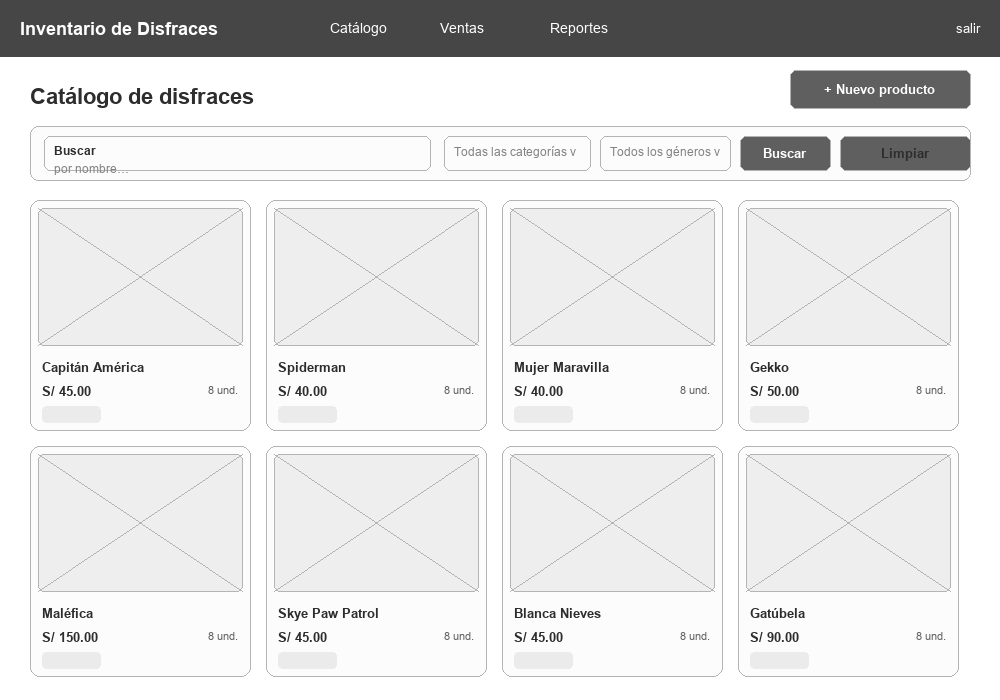 Inventario de Disfraces Catálogo Ventas Reportes salir
Catálogo de disfraces
+ Nuevo producto
Buscar
por nombre...
Todas las categorías v
Todos los géneros v
Buscar
Limpiar
Capitán América
S/ 45.00 8 und.
Spiderman
S/ 40.00 8 und.
Mujer Maravilla
S/ 40.00 8 und.
Gekko
S/ 50.00 8 und.
Maléfica
S/ 150.00 8 und.
Skye Paw Patrol
S/ 45.00 8 und.
Blanca Nieves
S/ 45.00 8 und.
Gatúbela
S/ 90.00 8 und.